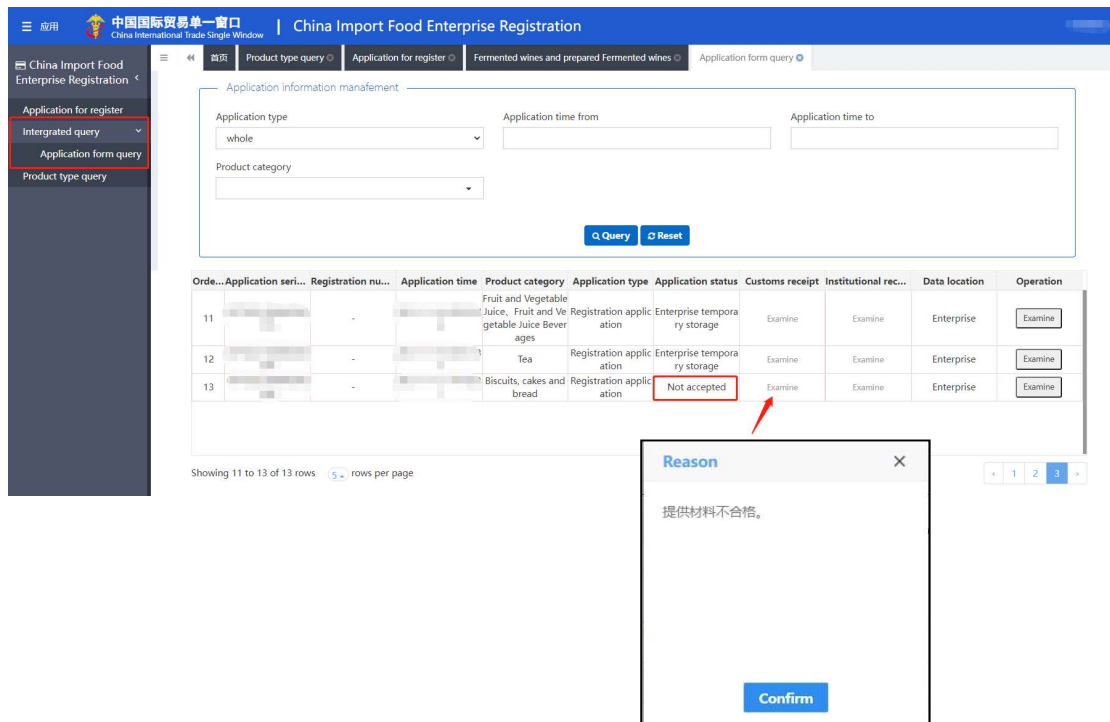 ☰ 应用
中国国际贸易单一窗口
China International Trade Single Window
China Import Food Enterprise Registration
China Import Food
Enterprise Registration
Application for register
Intergrated query
Application form query
Product type query
首页 Product type query Application for register Fermented wines and prepared Fermented wines Application form query
Application information manafement
Application type Application time from Application time to
whole
Product category
Query Reset
Orde... Application seri... Registration nu... Application time Product category Application type Application status Customs receipt Institutional rec... Data location Operation
11 - Fruit and Vegetable Juice、Fruit and Vegetable Juice Beverages Registration application Enterprise temporary storage Examine Examine Enterprise Examine
12 - Tea Registration application Enterprise temporary storage Examine Examine Enterprise Examine
13 - Biscuits, cakes and bread Registration application Not accepted Examine Examine Enterprise Examine
Showing 11 to 13 of 13 rows 5 rows per page
‹ 1 2 3 ›
Reason ×
提供材料不合格。
Confirm